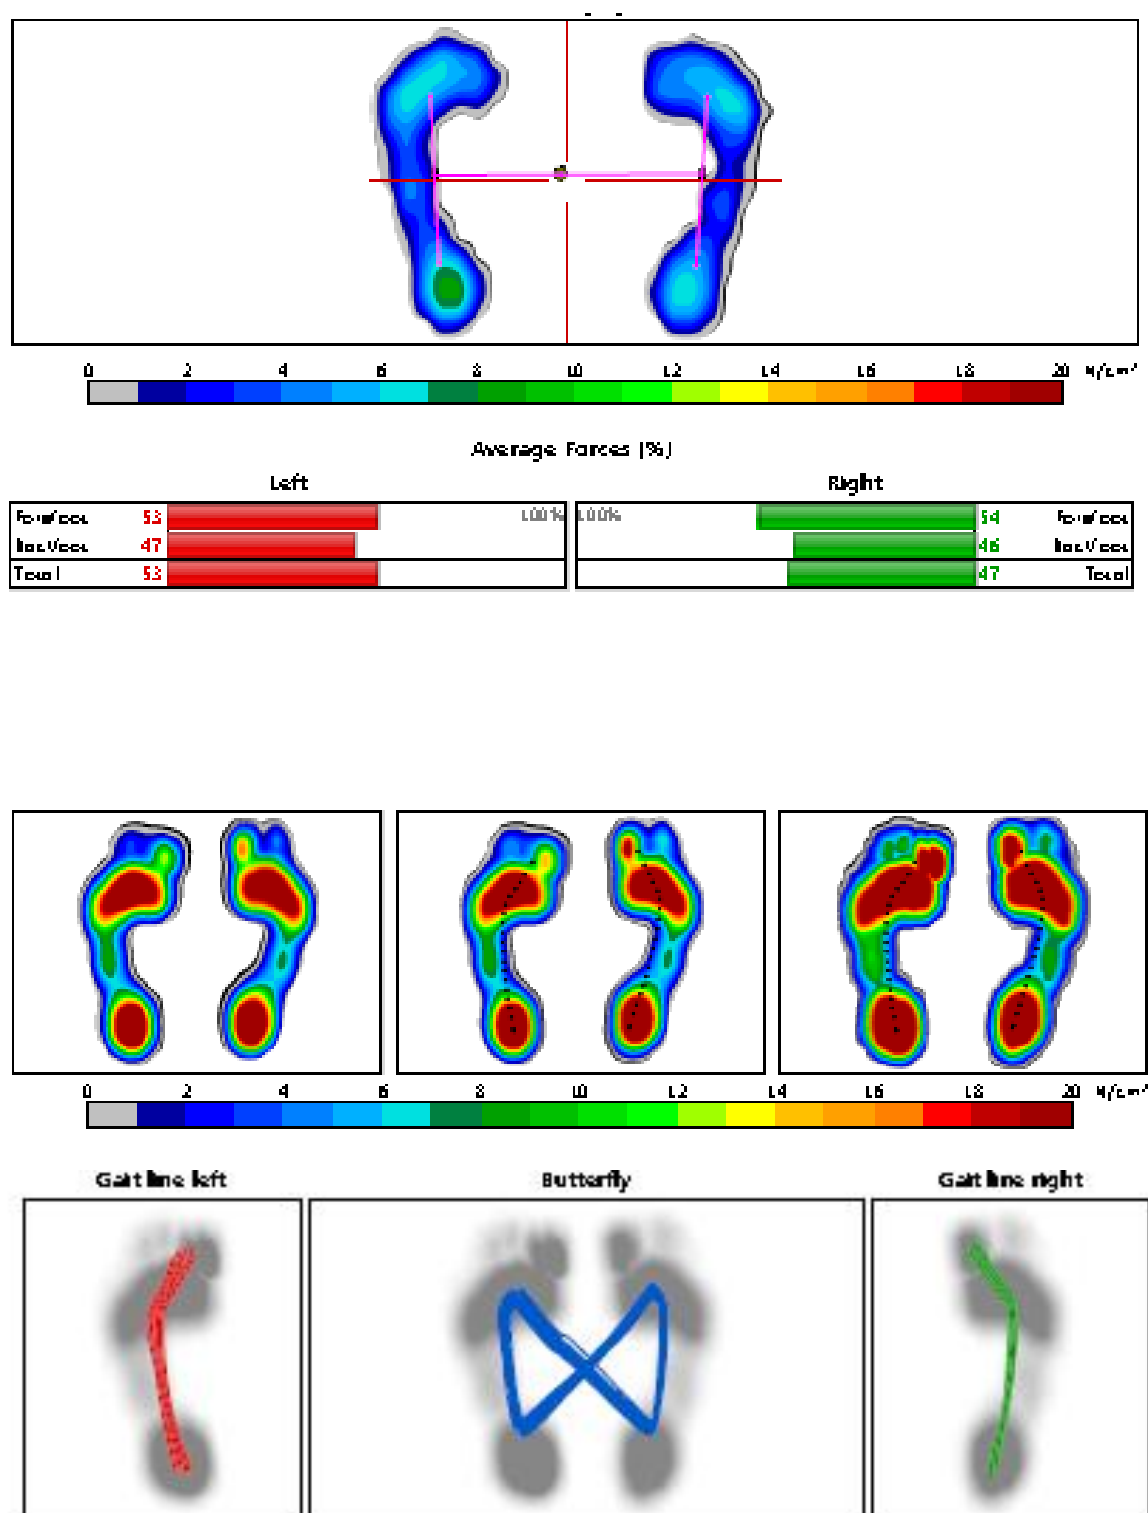 0 2 4 6 8 10 12 14 16 18 20 N/cm²
Average Forces (%)
Left Right
Forefoot 53 100% 100% 54 Forefoot
Backfoot 47 46 Backfoot
Total 53 47 Total
0 2 4 6 8 10 12 14 16 18 20 N/cm²
Gait line left Butterfly Gait line right